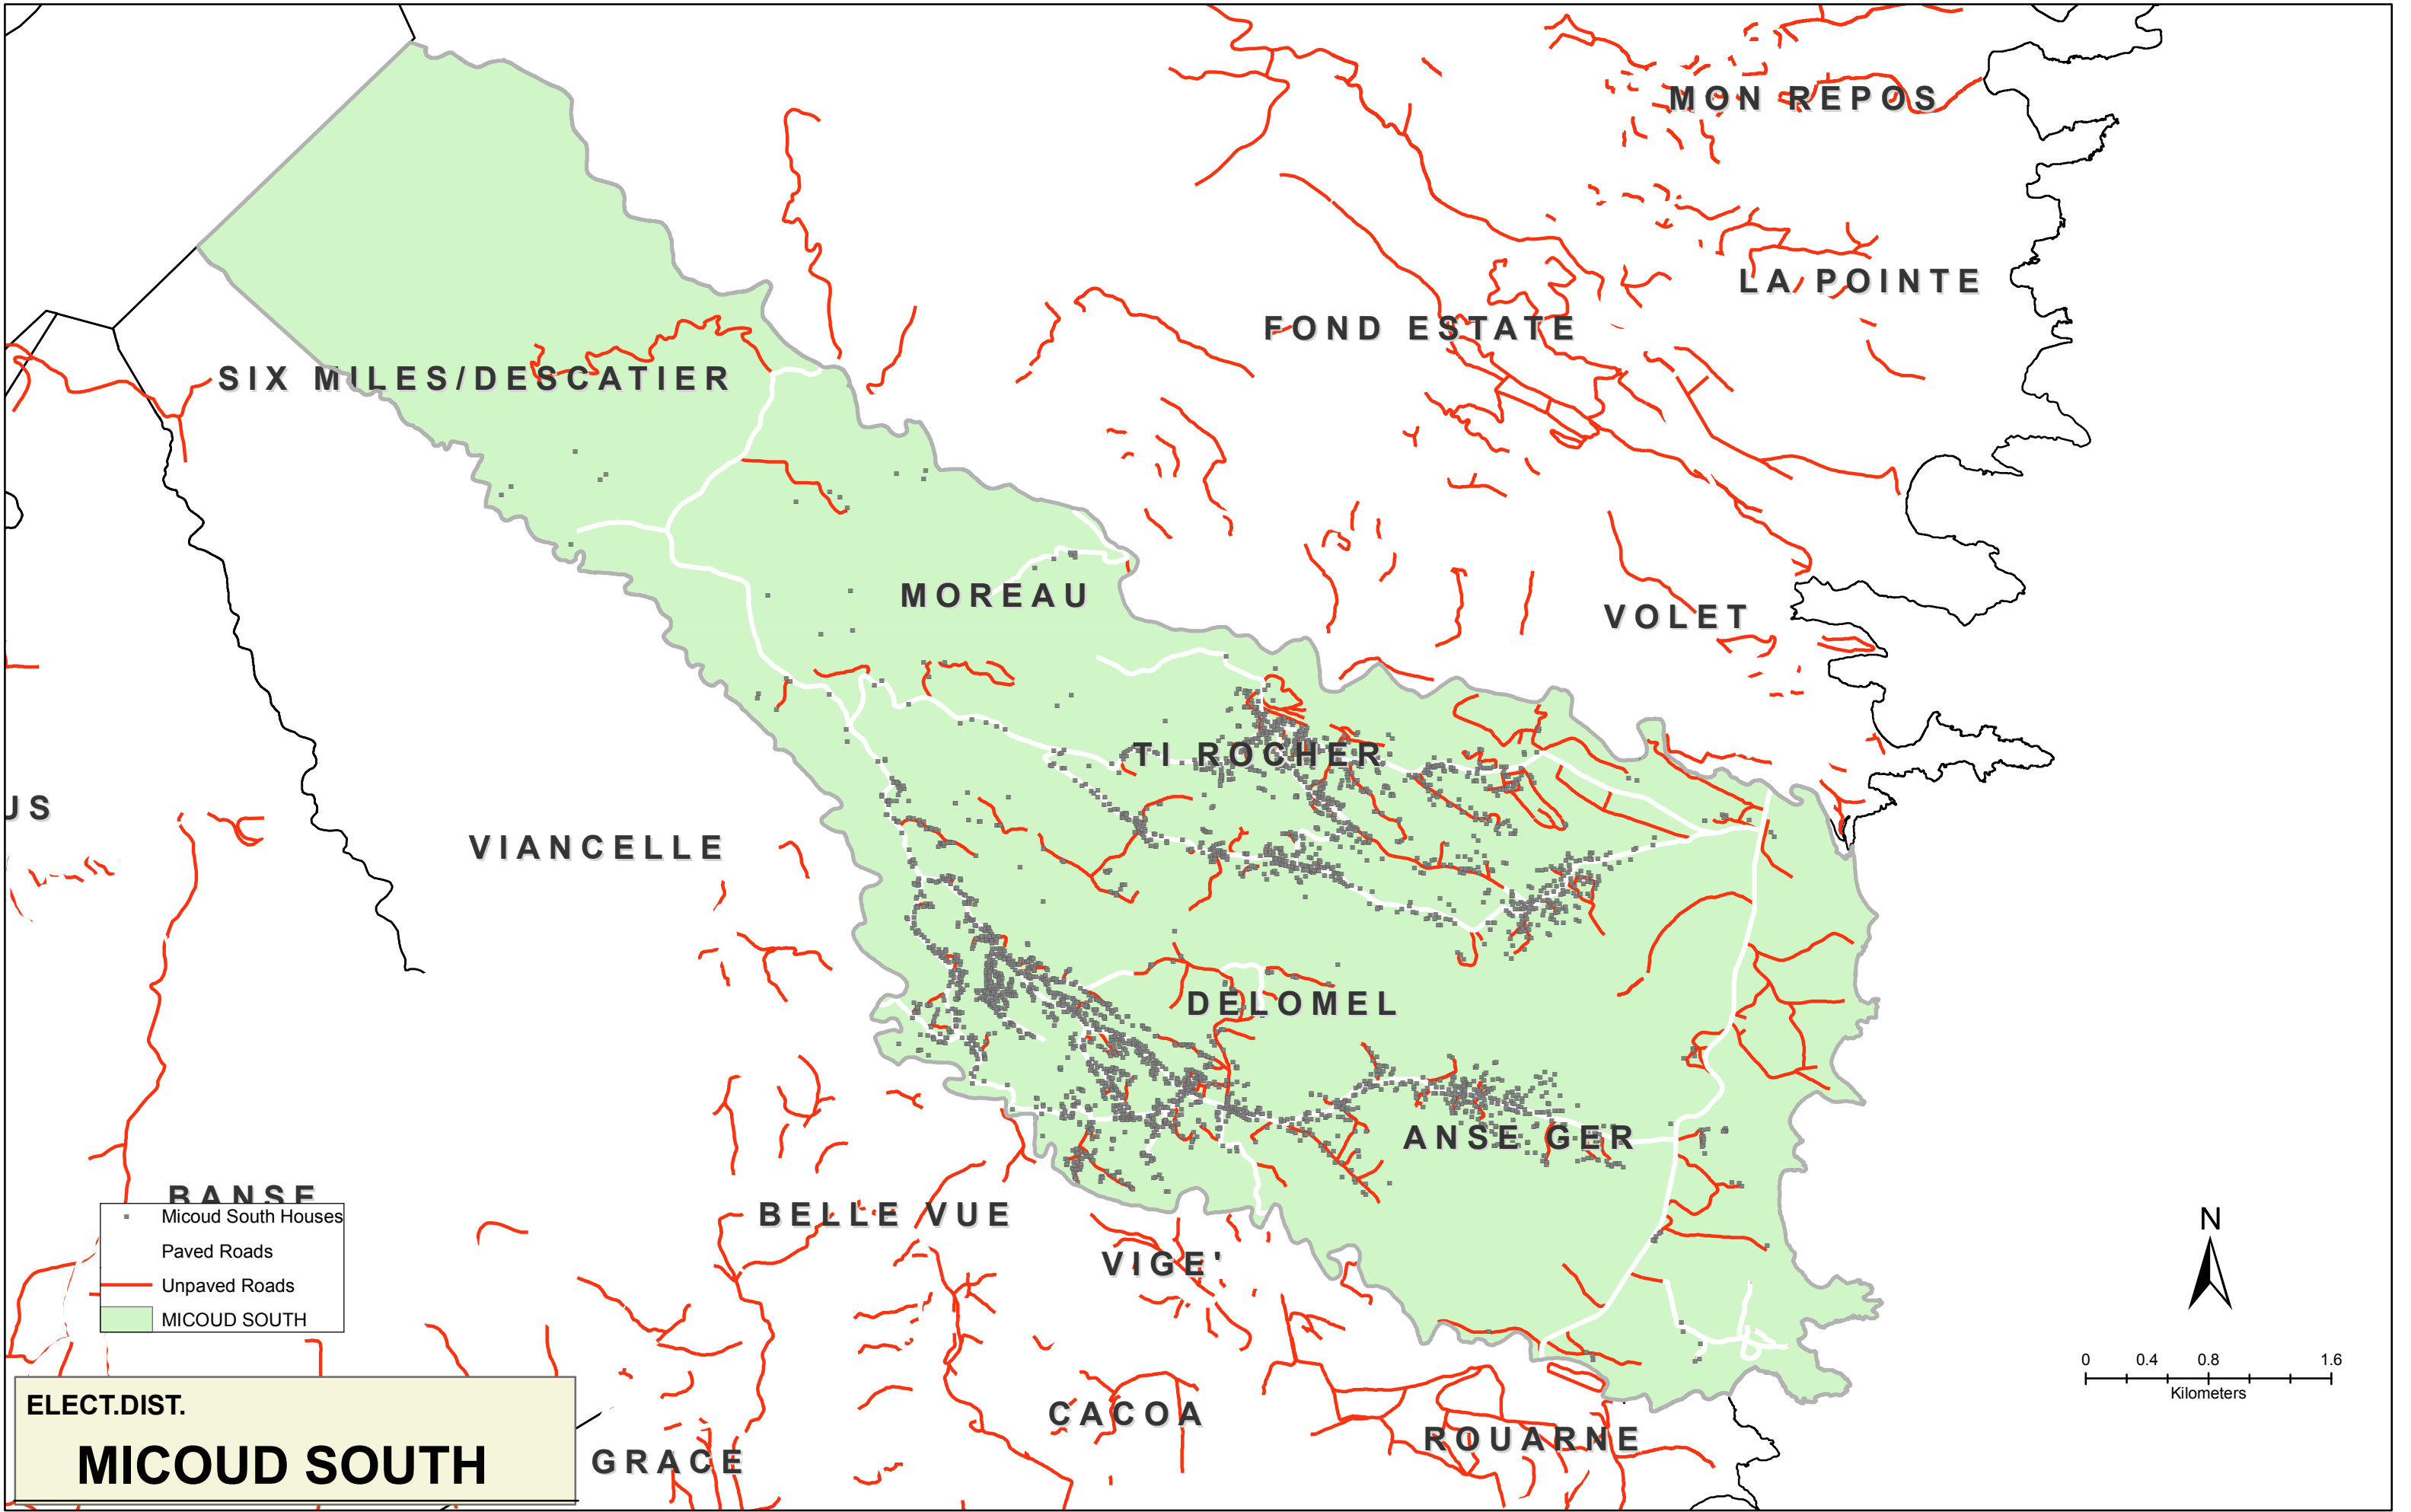 MON REPOS
LA POINTE
FOND ESTATE
SIX MILES/DESCATIER
MOREAU
VOLET
TI ROCHER
US
VIANCELLE
DELOMEL
ANSE GER
BANSE
BELLE VUE
VIGE'
CACOA
ROUARNE
GRACE
Micoud South Houses
Paved Roads
Unpaved Roads
MICOUD SOUTH
ELECT.DIST.
MICOUD SOUTH
N
0 0.4 0.8 1.6
Kilometers